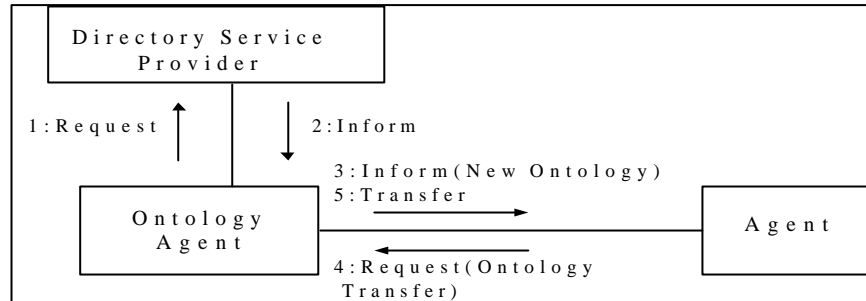 Directory Service
Provider
1:Request
2:Inform
3:Inform(New Ontology)
5:Transfer
Ontology
Agent
Agent
4:Request(Ontology
Transfer)